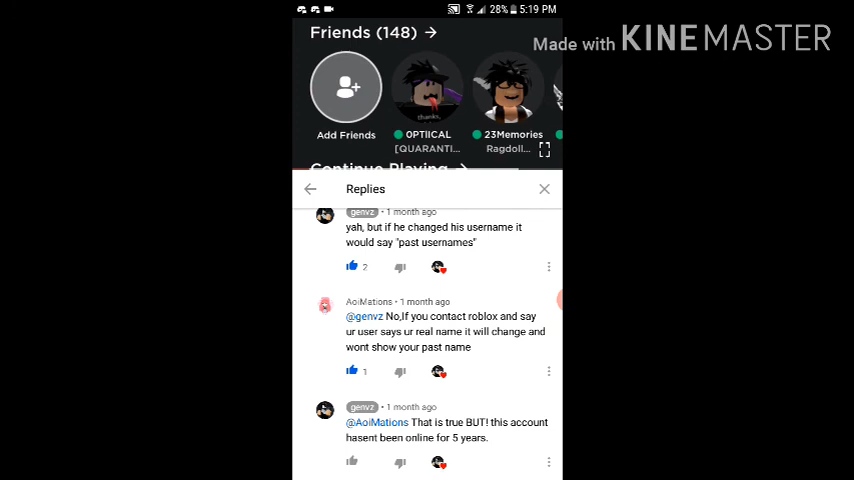 28% 5:19 PM
Friends (148) →
Made with KINEMASTER
thanks.
Add Friends
OPTIICAL
23Memories
[QUARANTI...
Ragdoll...
Continue Playing →
Replies
genvz • 1 month ago
yah, but if he changed his username it
would say "past usernames"
2
AoiMations • 1 month ago
@genvz No,If you contact roblox and say
ur user says ur real name it will change and
wont show your past name
1
genvz • 1 month ago
@AoiMations That is true BUT! this account
hasent been online for 5 years.